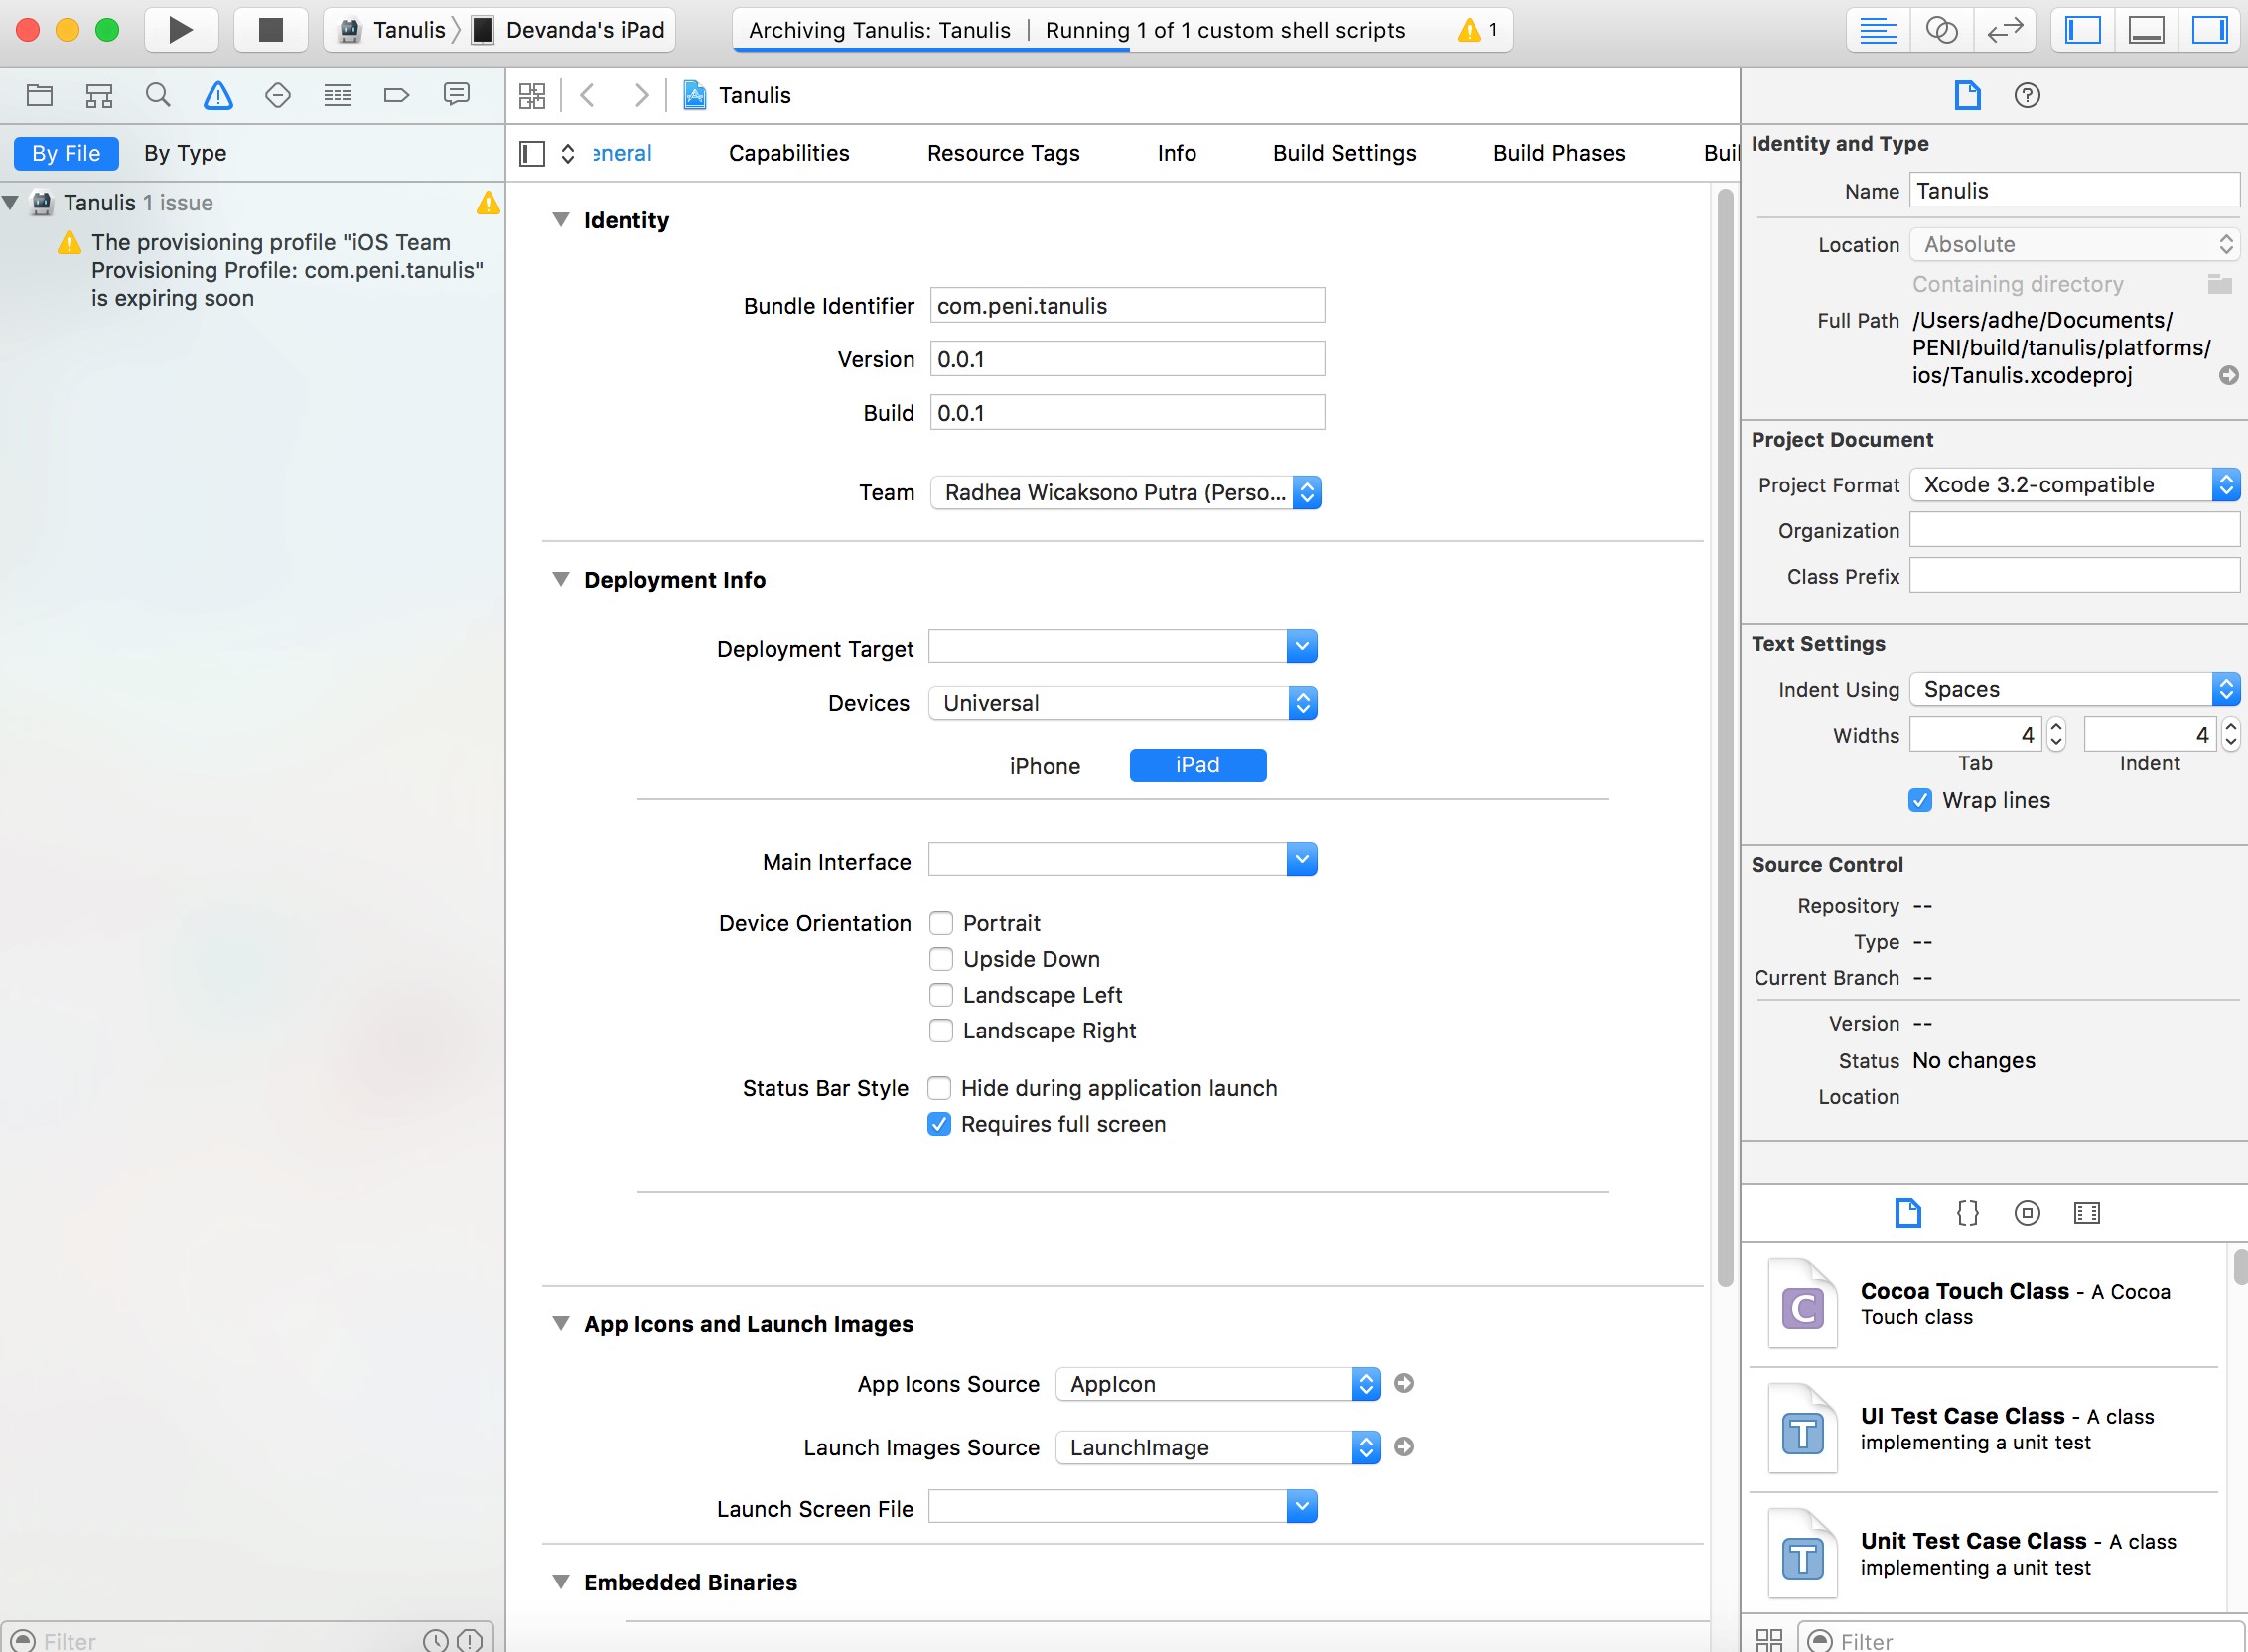 Tanulis Devanda's iPad
Archiving Tanulis: Tanulis | Running 1 of 1 custom shell scripts 1
Tanulis
By File By Type
eneral Capabilities Resource Tags Info Build Settings Build Phases Buil
Tanulis 1 issue
The provisioning profile "iOS Team
Provisioning Profile: com.peni.tanulis"
is expiring soon
Filter
Identity
Bundle Identifier com.peni.tanulis
Version 0.0.1
Build 0.0.1
Team Radhea Wicaksono Putra (Perso...
Deployment Info
Deployment Target
Devices Universal
iPhone iPad
Main Interface
Device Orientation Portrait
Upside Down
Landscape Left
Landscape Right
Status Bar Style Hide during application launch
Requires full screen
App Icons and Launch Images
App Icons Source AppIcon
Launch Images Source LaunchImage
Launch Screen File
Embedded Binaries
Identity and Type
Name Tanulis
Location Absolute
Containing directory
Full Path /Users/adhe/Documents/
PENI/build/tanulis/platforms/
ios/Tanulis.xcodeproj
Project Document
Project Format Xcode 3.2-compatible
Organization
Class Prefix
Text Settings
Indent Using Spaces
Widths 4 4
Tab Indent
Wrap lines
Source Control
Repository --
Type --
Current Branch --
Version --
Status No changes
Location
{}
C Cocoa Touch Class - A Cocoa
Touch class
T UI Test Case Class - A class
implementing a unit test
T Unit Test Case Class - A class
implementing a unit test
Filter